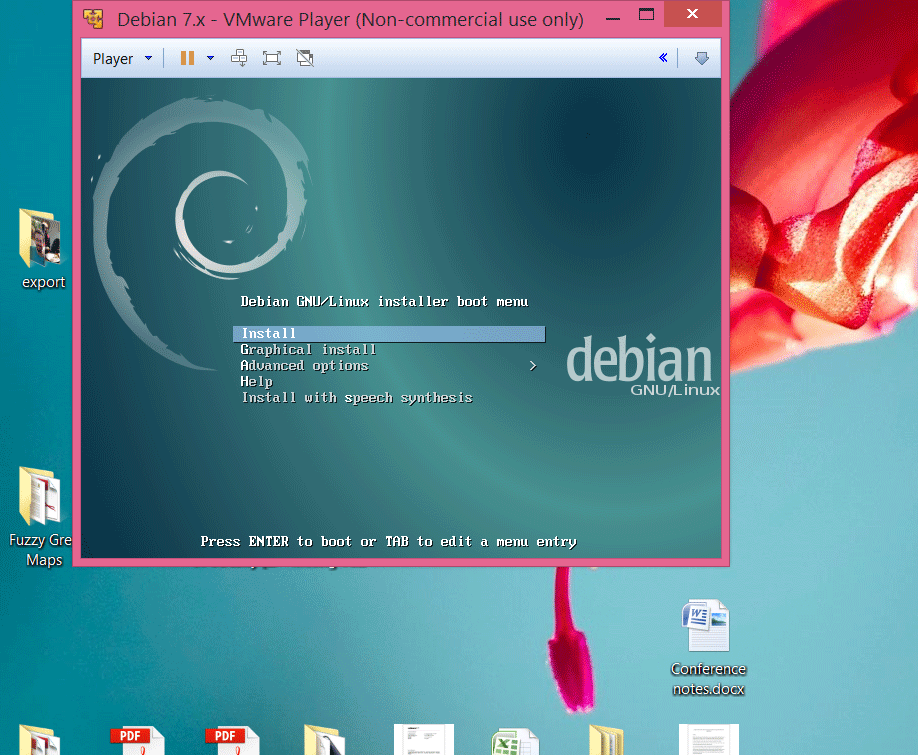 Debian 7.x - VMware Player (Non-commercial use only)
Player
export
Debian GNU/Linux installer boot menu
Install
Graphical install
Advanced options >
Help
Install with speech synthesis
debian
GNU/Linux
Press ENTER to boot or TAB to edit a menu entry
Fuzzy Gre
Maps
Conference
notes.docx
PDF
PDF